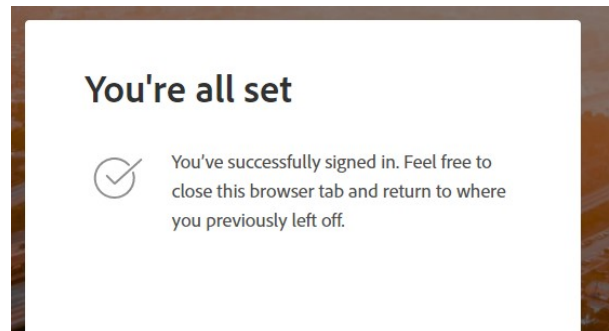 You're all set
You've successfully signed in. Feel free to
close this browser tab and return to where
you previously left off.